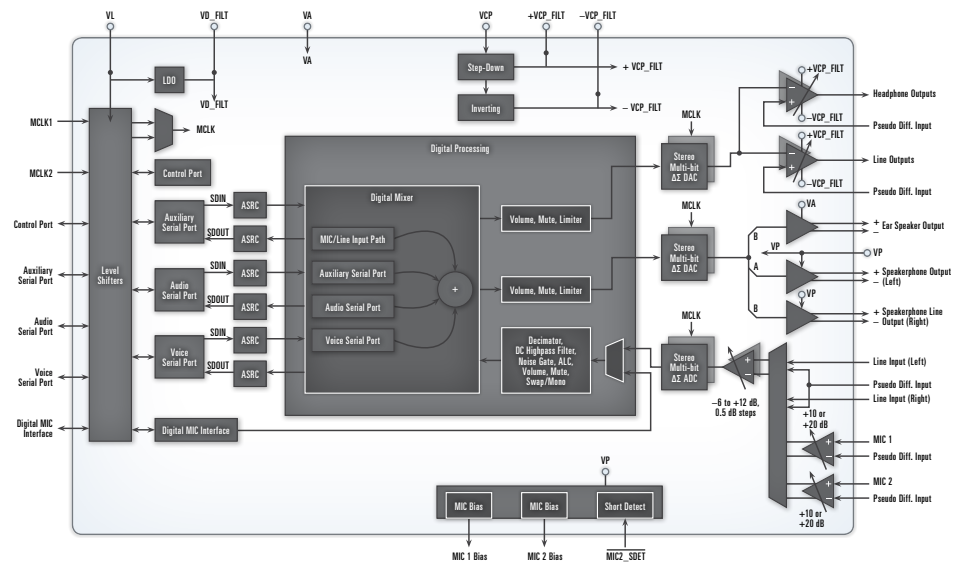 VL
VD_FILT
VA
VCP
+VCP_FILT
–VCP_FILT
LDO
VD_FILT
VA
Step-Down
+ VCP_FILT
Inverting
– VCP_FILT
MCLK1
MCLK
MCLK2
Control Port
Control Port
Level
Shifters
Auxiliary
Serial Port
Auxiliary
Serial Port
SDIN
ASRC
SDOUT
ASRC
Audio
Serial Port
Audio
Serial Port
SDIN
ASRC
SDOUT
ASRC
Voice
Serial Port
Voice
Serial Port
SDIN
ASRC
SDOUT
ASRC
Digital MIC
Interface
Digital MIC Interface
Digital Processing
Digital Mixer
MIC/Line Input Path
Auxiliary Serial Port
Audio Serial Port
Voice Serial Port
+
Volume, Mute, Limiter
Volume, Mute, Limiter
Decimator,
DC Highpass Filter,
Noise Gate, ALC,
Volume, Mute,
Swap/Mono
MCLK
Stereo
Multi-bit
ΔΣ DAC
MCLK
Stereo
Multi-bit
ΔΣ DAC
MCLK
Stereo
Multi-bit
ΔΣ ADC
+VCP_FILT
–
+
–VCP_FILT
Headphone Outputs
Pseudo Diff. Input
+VCP_FILT
–
+
–VCP_FILT
Line Outputs
Pseudo Diff. Input
VA
B
+ Ear Speaker Output
–
VP
VP
A
+ Speakerphone Output
– (Left)
VP
B
+ Speakerphone Line
– Output (Right)
+
–
–6 to +12 dB,
0.5 dB steps
Line Input (Left)
Psuedo Diff. Input
Line Input (Right)
+10 or
+20 dB
+
–
MIC 1
Pseudo Diff. Input
+
–
MIC 2
Pseudo Diff. Input
+10 or
+20 dB
VP
MIC Bias
MIC Bias
Short Detect
MIC 1 Bias
MIC 2 Bias
MIC2_SDET